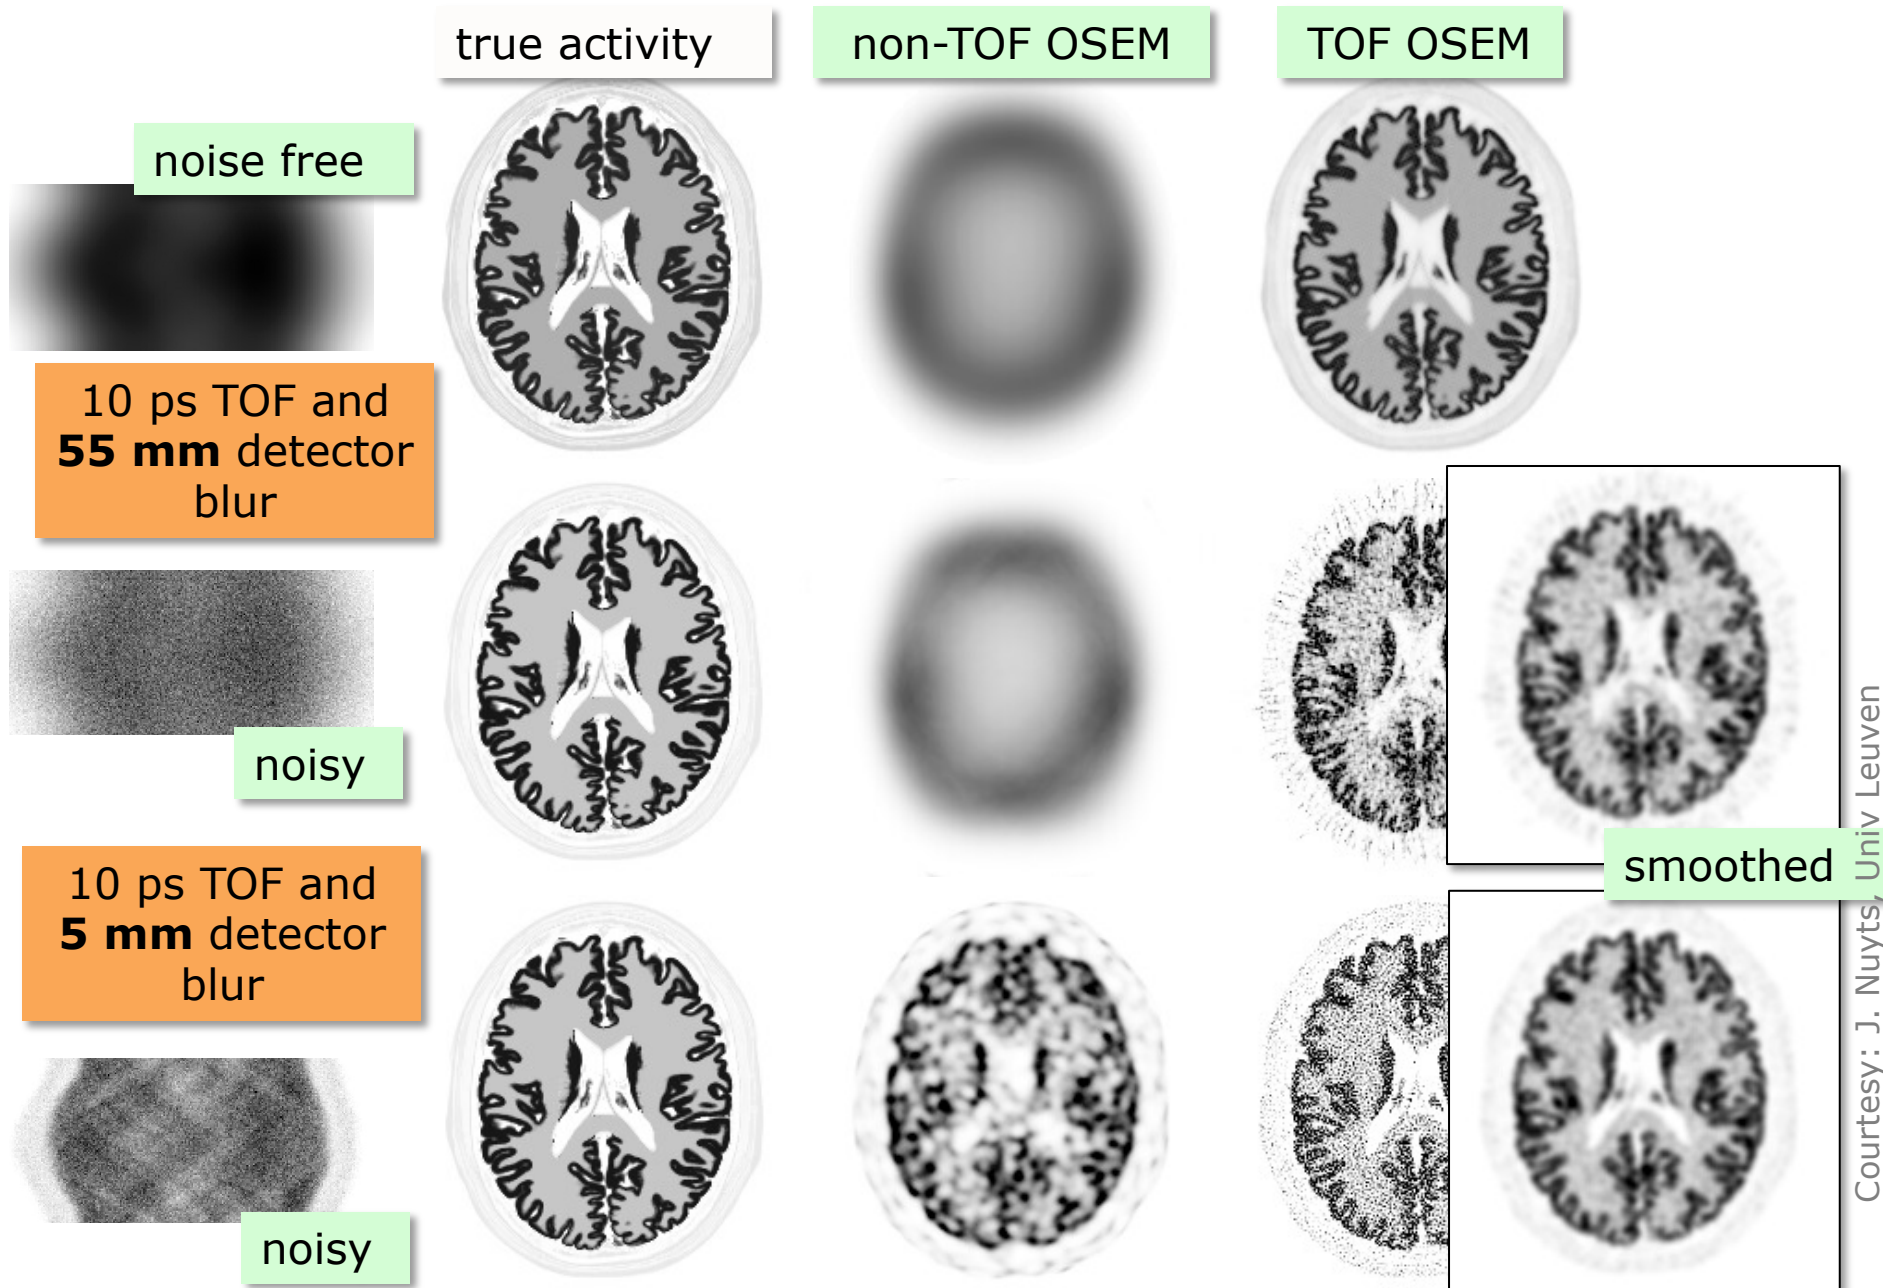 true activity
non-TOF OSEM
TOF OSEM
noise free
10 ps TOF and
55 mm detector
blur
noisy
smoothed
10 ps TOF and
5 mm detector
blur
noisy
Courtesy: J. Nuyts, Univ Leuven